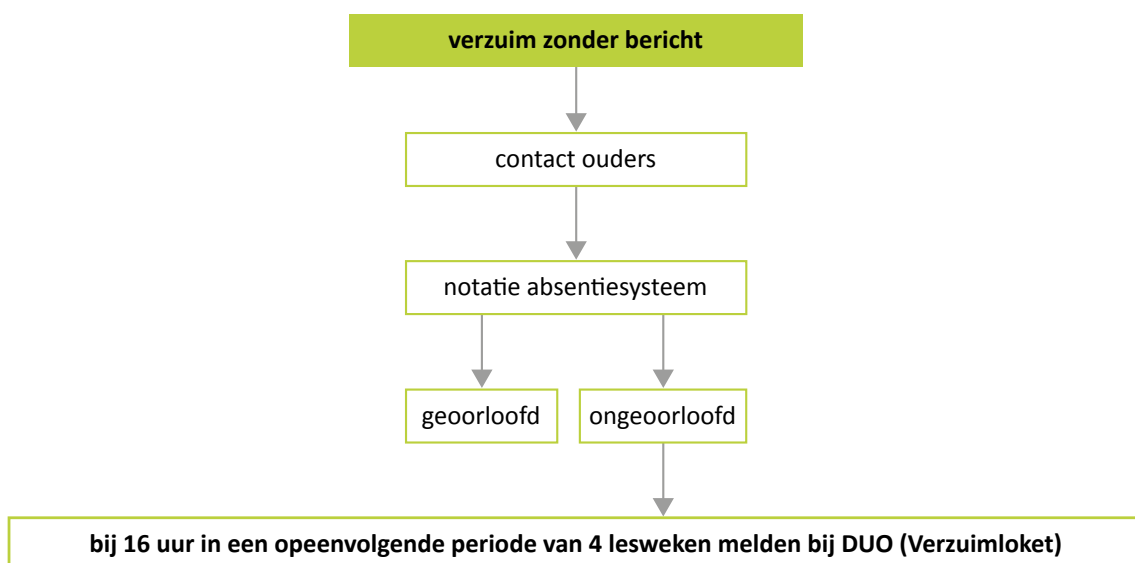 verzuim zonder bericht
contact ouders
notatie absentiesysteem
geoorloofd
ongeoorloofd
bij 16 uur in een opeenvolgende periode van 4 lesweken melden bij DUO (Verzuimloket)